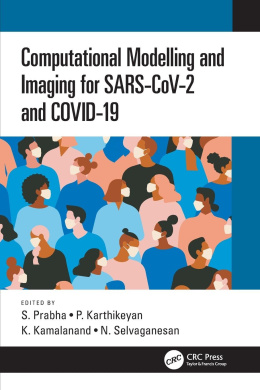 Computational Modelling and
Imaging for SARS-CoV-2
and COVID-19
EDITED BY
S. Prabha • P. Karthikeyan
K. Kamalanand • N. Selvaganesan
CRC
CRC Press
Taylor & Francis Group